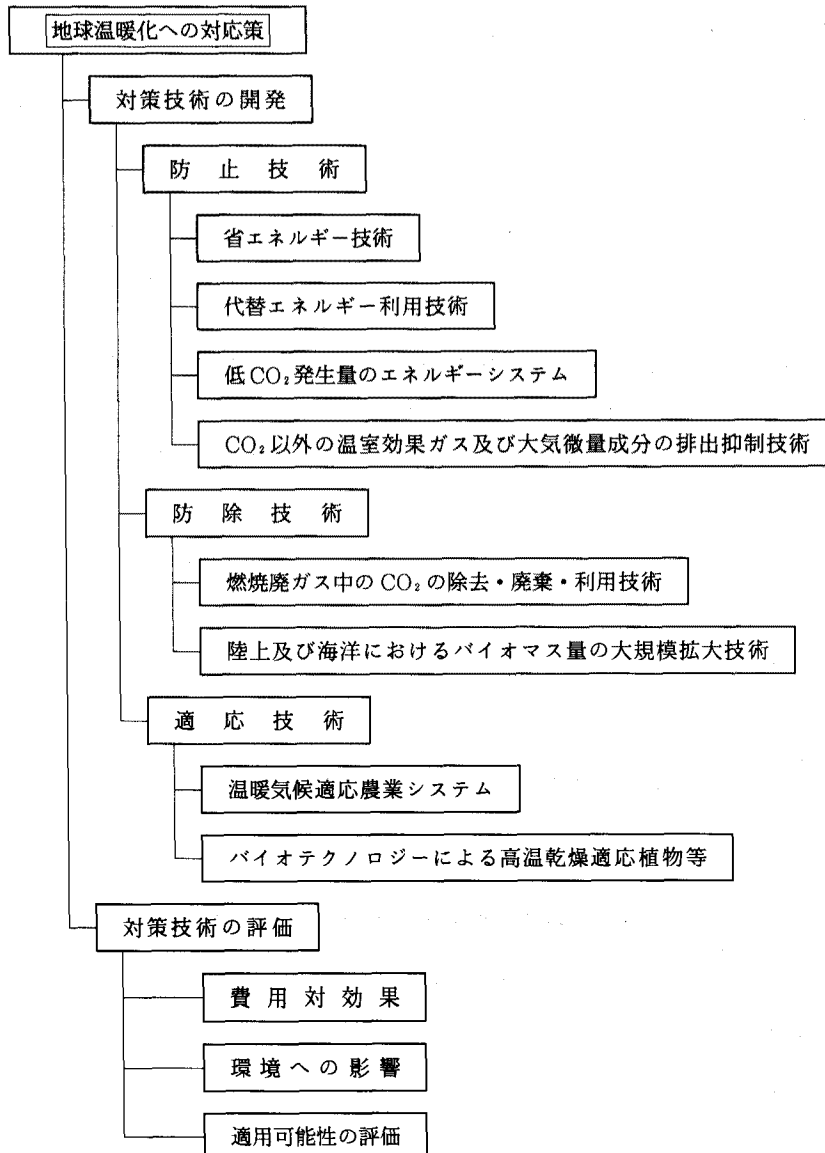 地球温暖化への対応策
対策技術の開発
防止技術
省エネルギー技術
代替エネルギー利用技術
低CO₂発生量のエネルギーシステム
CO₂以外の温室効果ガス及び大気微量成分の排出抑制技術
防除技術
燃焼廃ガス中のCO₂の除去・廃棄・利用技術
陸上及び海洋におけるバイオマス量の大規模拡大技術
適応技術
温暖気候適応農業システム
バイオテクノロジーによる高温乾燥適応植物等
対策技術の評価
費用対効果
環境への影響
適用可能性の評価